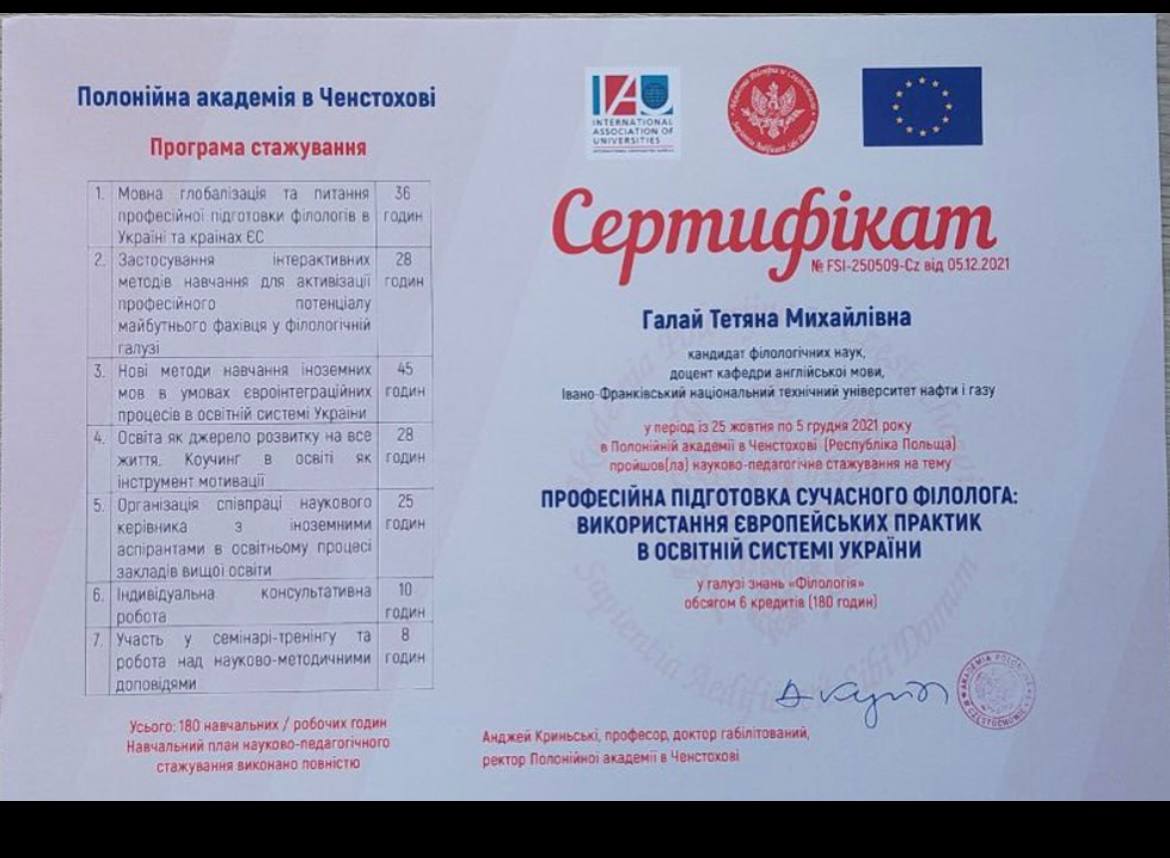 Полонійна академія в Ченстохові
Програма стажування
1. Мовна глобалізація та питання 36
професійної підготовки філологів в годин
Україні та країнах ЄС
2. Застосування інтерактивних 28
методів навчання для активізації годин
професійного потенціалу
майбутнього фахівця у філологічній
галузі
3. Нові методи навчання іноземних 45
мов в умовах євроінтеграційних годин
процесів в освітній системі України
4. Освіта як джерело розвитку на все 28
життя. Коучинг в освіті як годин
інструмент мотивації
5. Організація співпраці наукового 25
керівника з іноземними годин
аспірантами в освітньому процесі
закладів вищої освіти
6. Індивідуальна консультативна 10
робота годин
7. Участь у семінарі-тренінгу та 8
робота над науково-методичними годин
доповідями
Усього: 180 навчальних / робочих годин
Навчальний план науково-педагогічного
стажування виконано повністю
IAU
INTERNATIONAL
ASSOCIATION OF
UNIVERSITIES
Сертифікат
№ FSI-250509-Cz від 05.12.2021
Галай Тетяна Михайлівна
кандидат філологічних наук,
доцент кафедри англійської мови,
Івано-Франківський національний технічний університет нафти і газу
у період із 25 жовтня по 5 грудня 2021 року
в Полонійній академії в Ченстохові (Республіка Польща)
пройшов(ла) науково-педагогічне стажування на тему
ПРОФЕСІЙНА ПІДГОТОВКА СУЧАСНОГО ФІЛОЛОГА:
ВИКОРИСТАННЯ ЄВРОПЕЙСЬКИХ ПРАКТИК
В ОСВІТНІЙ СИСТЕМІ УКРАЇНИ
у галузі знань «Філологія»
обсягом 6 кредитів (180 годин)
Sapientia Aedificat Sibi Domum
AKADEMIA POLONIJNA
W CZĘSTOCHOWIE
Анджей Криньські, професор, доктор габілітований,
ректор Полонійної академії в Ченстохові